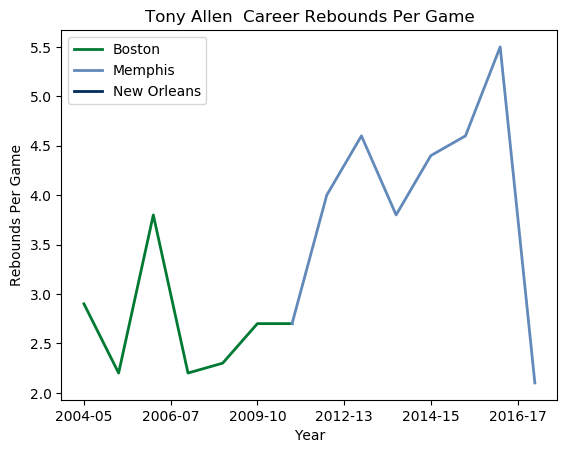 Tony Allen  Career Rebounds Per Game
Boston
Memphis
New Orleans
5.5
5.0
4.5
4.0
3.5
3.0
2.5
2.0
Rebounds Per Game
2004-05 2006-07 2009-10 2012-13 2014-15 2016-17
Year